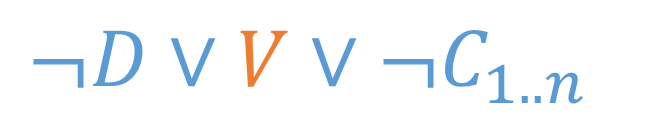 ¬D ∨ V ∨ ¬C₁..ₙ